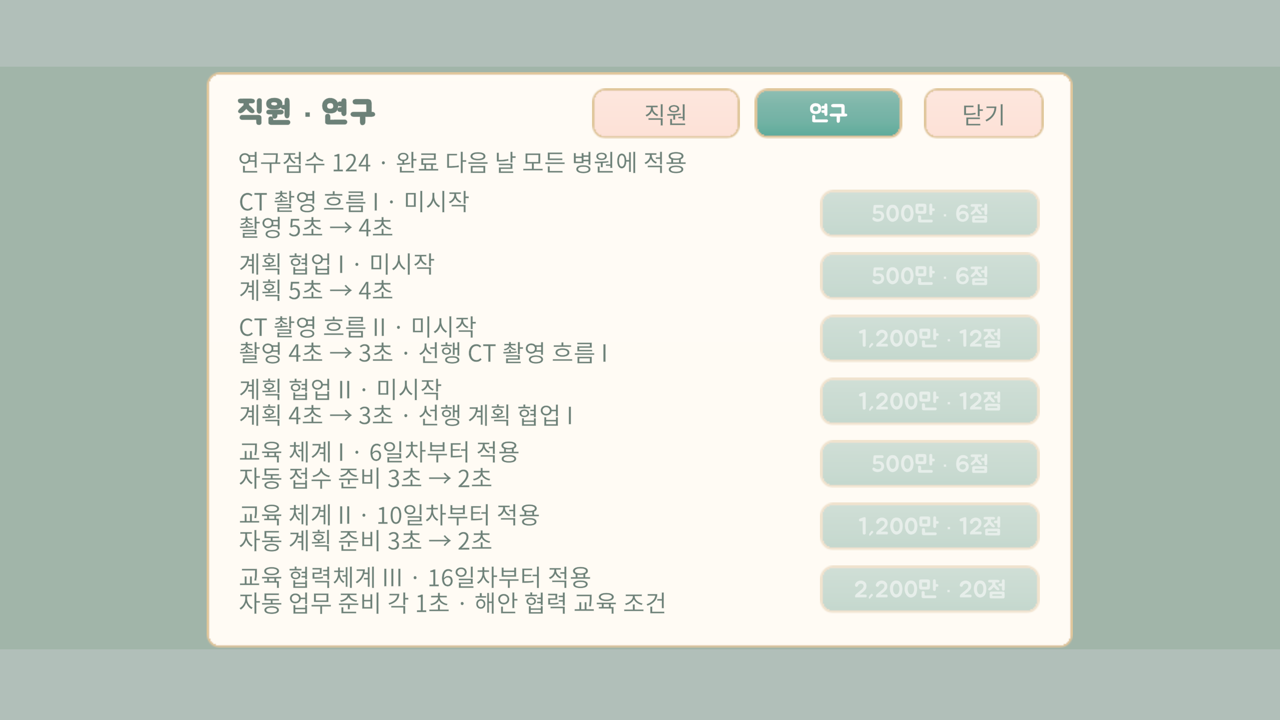 직원 · 연구
직원
연구
닫기
연구점수 124 · 완료 다음 날 모든 병원에 적용
CT 촬영 흐름 I · 미시작
촬영 5초 → 4초
500만 · 6점
계획 협업 I · 미시작
계획 5초 → 4초
500만 · 6점
CT 촬영 흐름 II · 미시작
촬영 4초 → 3초 · 선행 CT 촬영 흐름 I
1,200만 · 12점
계획 협업 II · 미시작
계획 4초 → 3초 · 선행 계획 협업 I
1,200만 · 12점
교육 체계 I · 6일차부터 적용
자동 접수 준비 3초 → 2초
500만 · 6점
교육 체계 II · 10일차부터 적용
자동 계획 준비 3초 → 2초
1,200만 · 12점
교육 협력체계 III · 16일차부터 적용
자동 업무 준비 각 1초 · 해안 협력 교육 조건
2,200만 · 20점